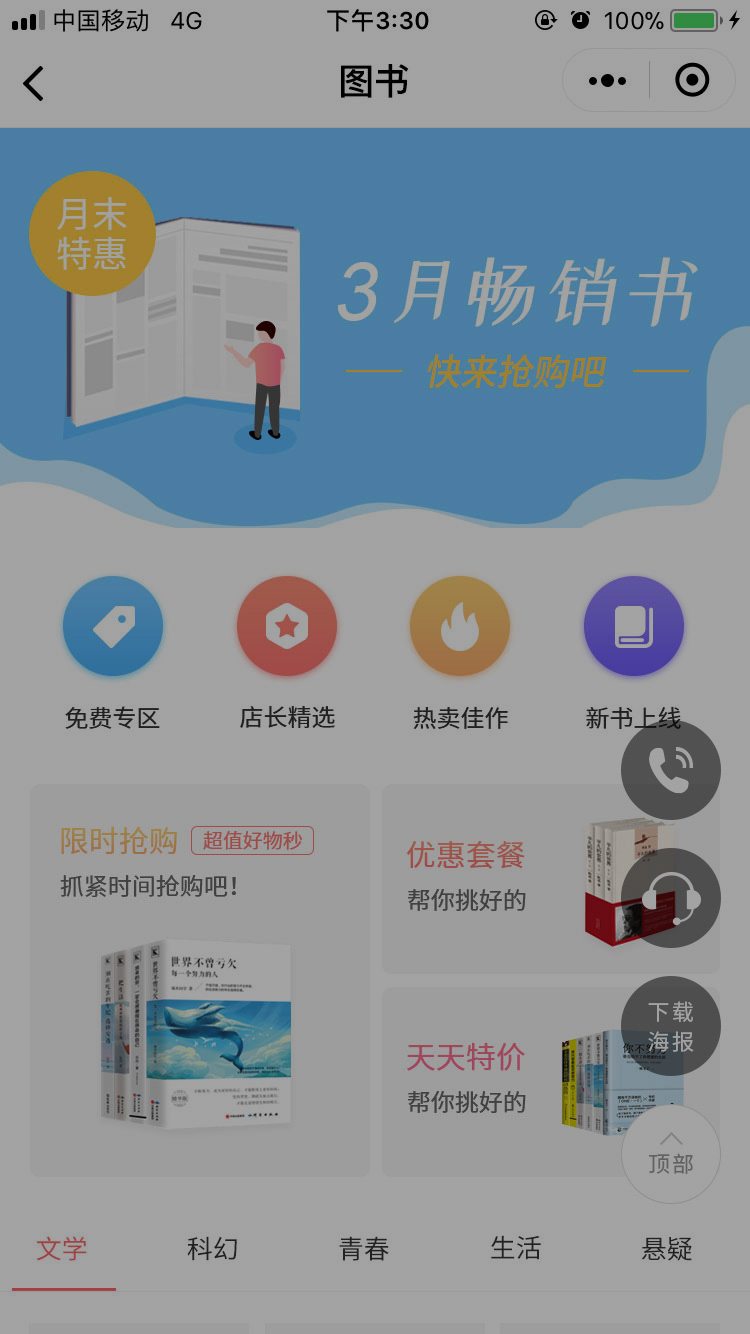 中国移动 4G 下午3:30 100%
图书
月末
特惠
3月畅销书
快来抢购吧
免费专区 店长精选 热卖佳作 新书上线
限时抢购 超值好物秒
抓紧时间抢购吧!
优惠套餐
帮你挑好的
世界不曾亏欠
每一个努力的人
下载
海报
天天特价
帮你挑好的
顶部
文学 科幻 青春 生活 悬疑